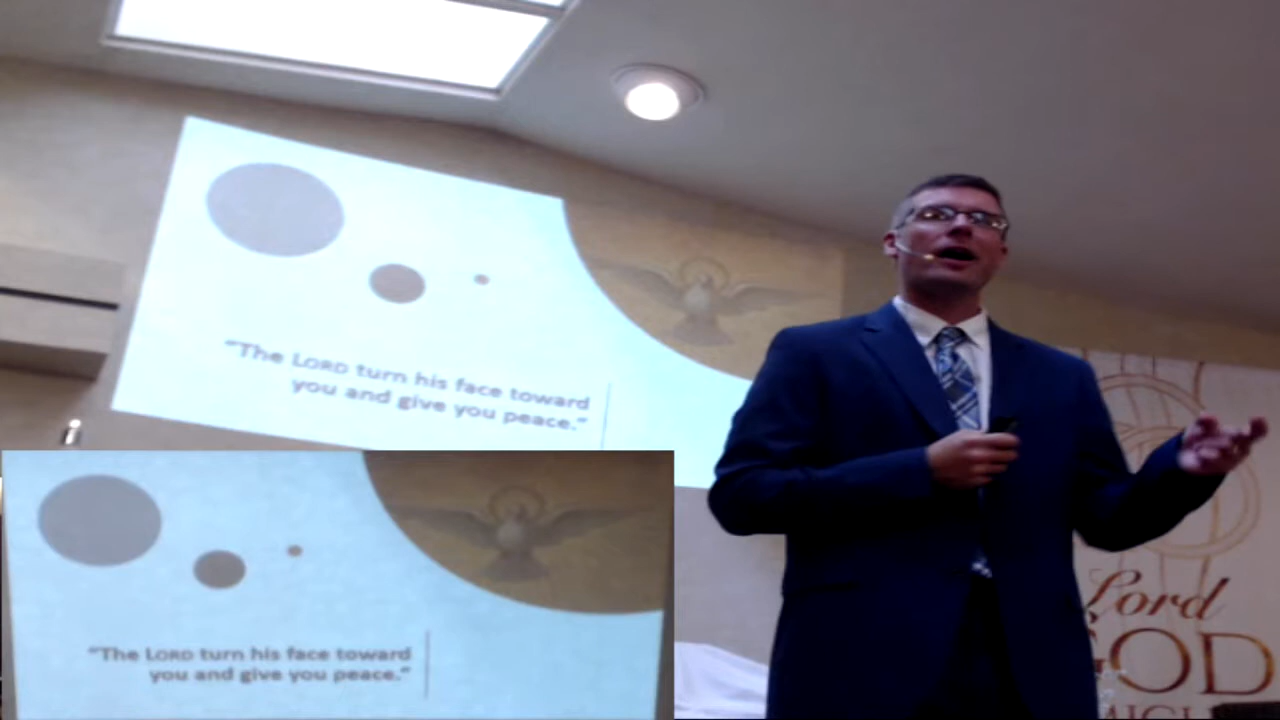 “The LORD turn his face toward
you and give you peace.”
“The LORD turn his face toward
you and give you peace.”
Lord
GOD